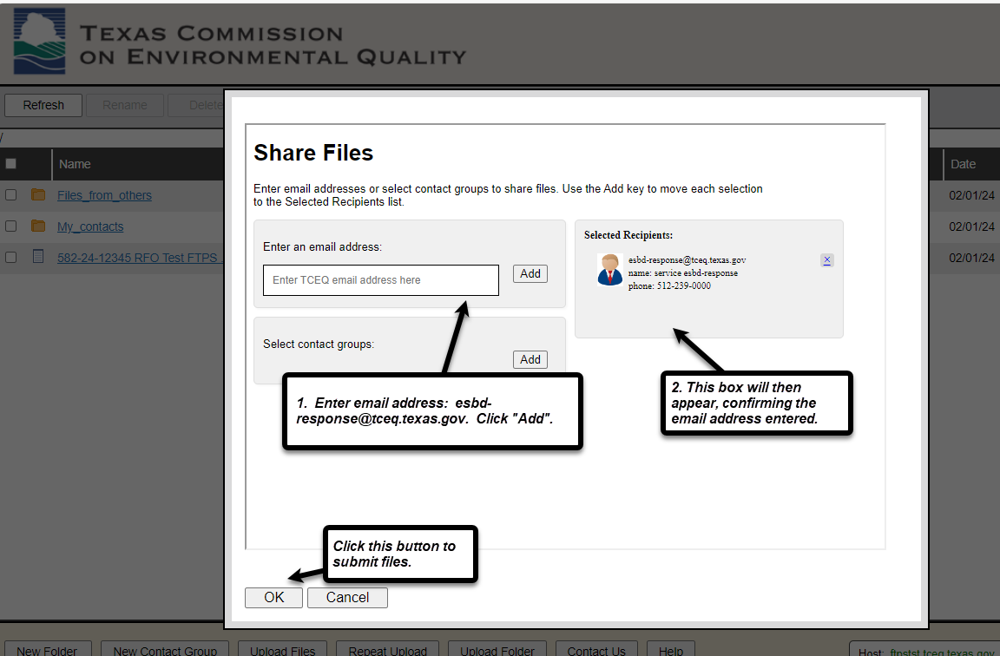 TEXAS COMMISSION
ON ENVIRONMENTAL QUALITY
Refresh
Rename
Delete
/
Name
Date
Files_from_others
02/01/24
My_contacts
02/01/24
582-24-12345 RFO Test FTPS
02/01/24
Share Files
Enter email addresses or select contact groups to share files. Use the Add key to move each selection
to the Selected Recipients list.
Enter an email address:
Enter TCEQ email address here
Add
Select contact groups:
Add
Selected Recipients:
esbd-response@tceq.texas.gov
name: service esbd-response
phone: 512-239-0000
x
1. Enter email address: esbd-
response@tceq.texas.gov. Click "Add".
2. This box will then
appear, confirming the
email address entered.
Click this button to
submit files.
OK
Cancel
New Folder
New Contact Group
Upload Files
Repeat Upload
Upload Folder
Contact Us
Help
Host: ftpstst.tceq.texas.gov